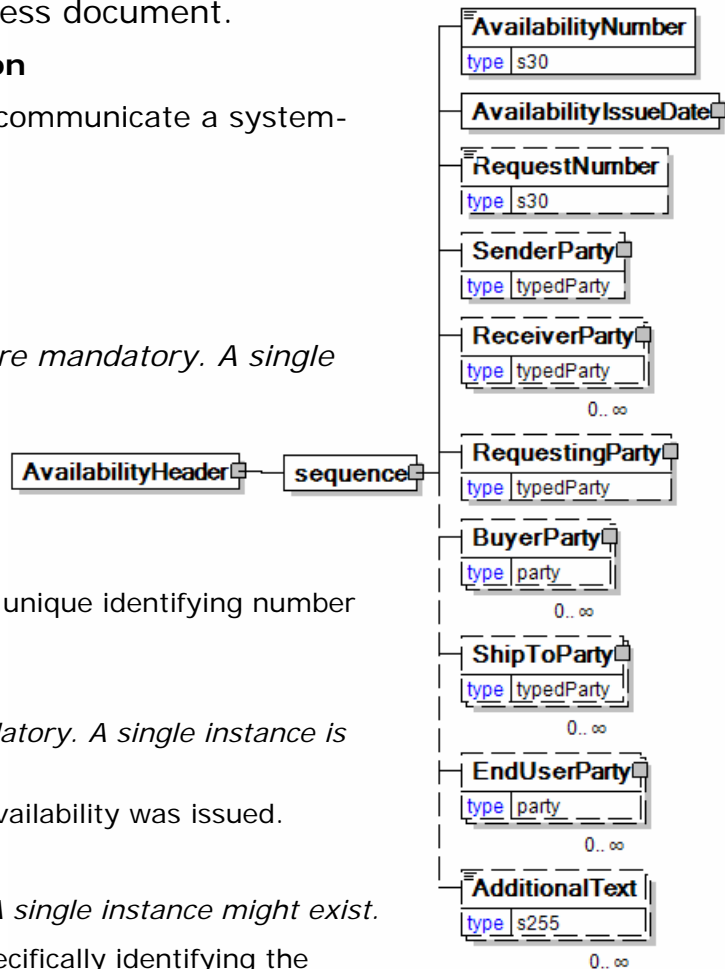 ess document.
on
communicate a system-
re mandatory. A single
unique identifying number
latory. A single instance is
vailability was issued.
A single instance might exist.
ecifically identifying the
AvailabilityHeader
sequence
AvailabilityNumber
type s30
AvailabilityIssueDate
RequestNumber
type s30
SenderParty
type typedParty
ReceiverParty
type typedParty
0..∞
RequestingParty
type typedParty
BuyerParty
type party
0..∞
ShipToParty
type typedParty
0..∞
EndUserParty
type party
0..∞
AdditionalText
type s255
0..∞